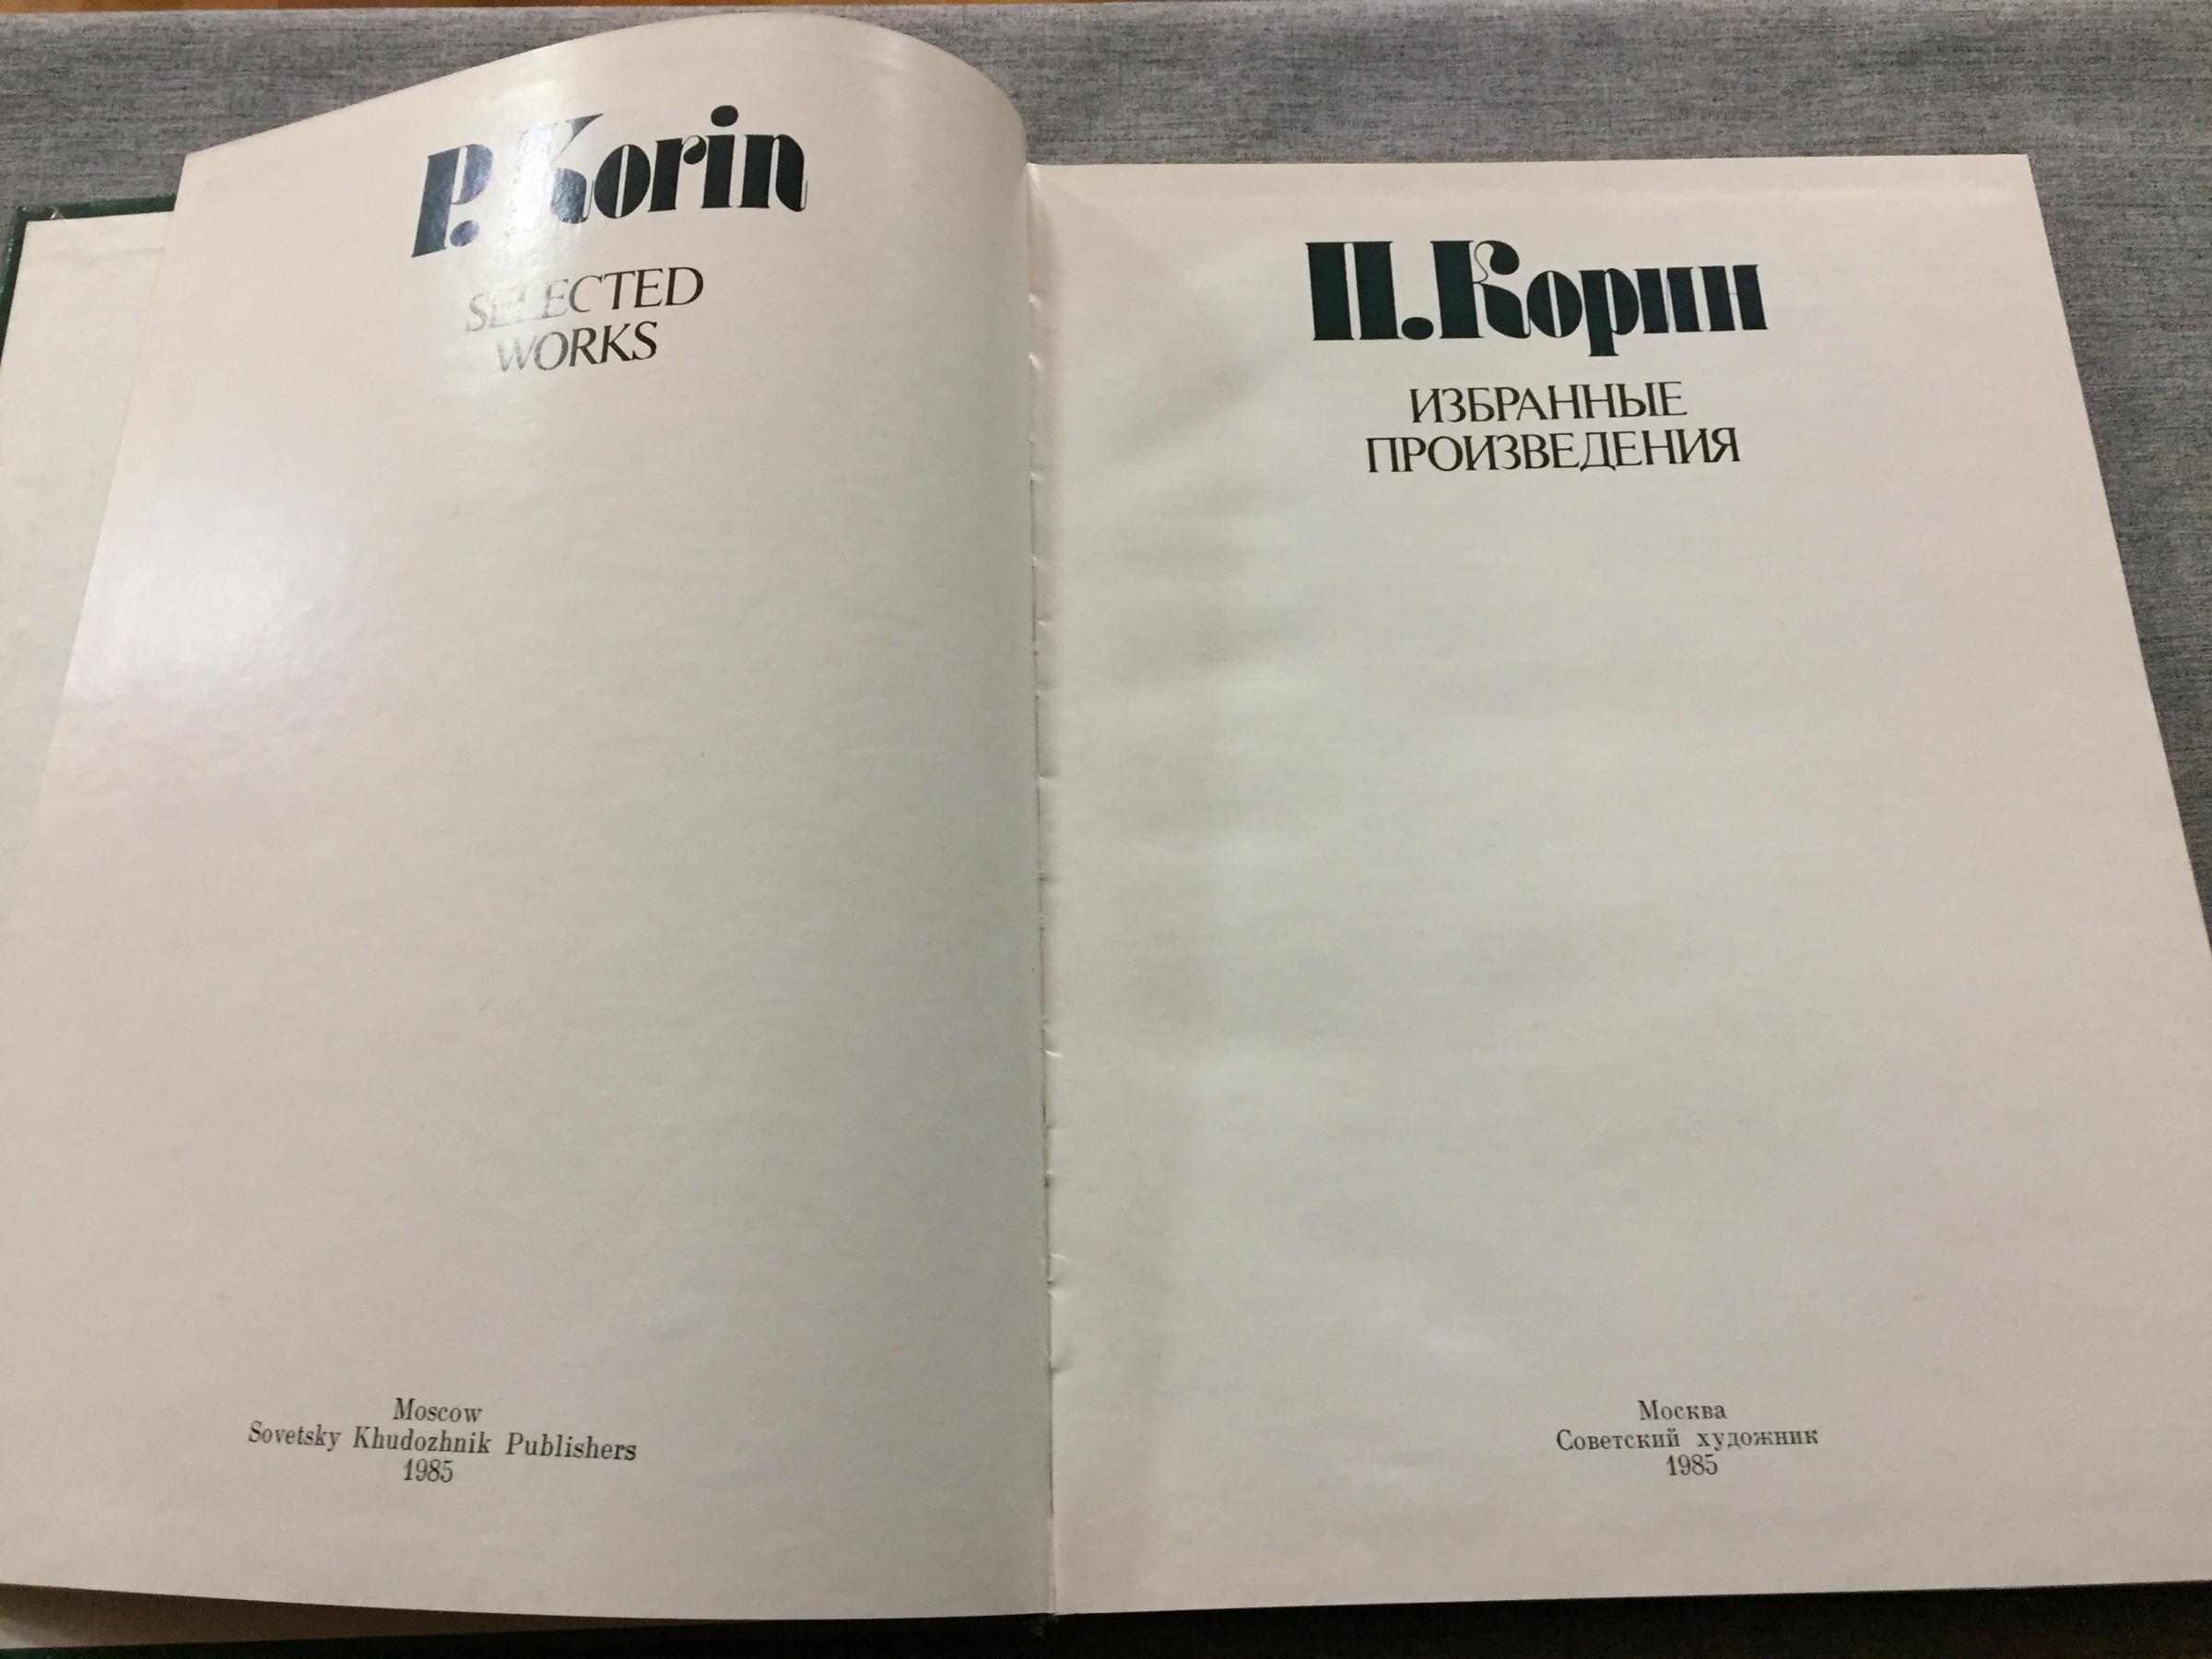 P. Korin
SELECTED
WORKS
Moscow
Sovetsky Khudozhnik Publishers
1985
П. Корин
ИЗБРАННЫЕ
ПРОИЗВЕДЕНИЯ
Москва
Советский художник
1985